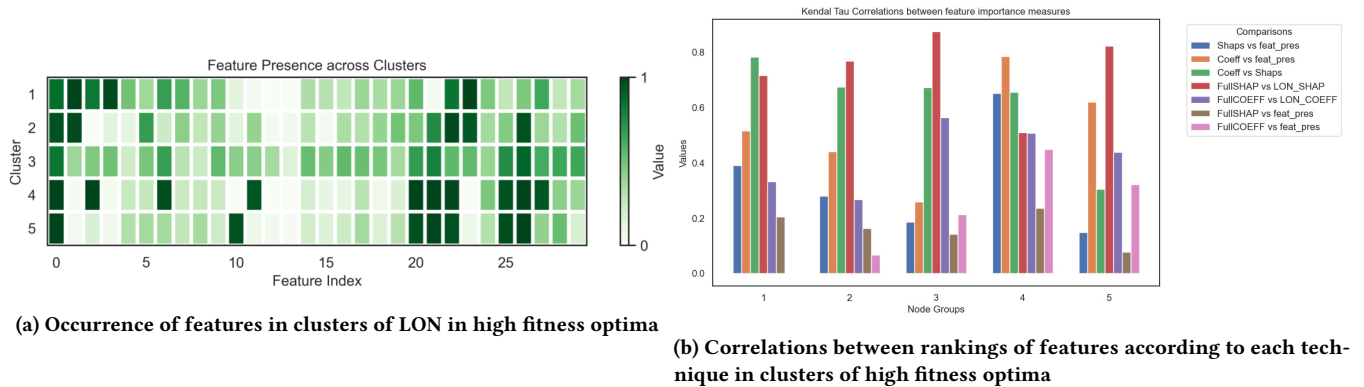 Feature Presence across Clusters
Cluster
1
2
3
4
5
0 5 10 15 20 25
Feature Index
1
0
Value
(a) Occurrence of features in clusters of LON in high fitness optima
Kendal Tau Correlations between feature importance measures
Values
0.8
0.6
0.4
0.2
0.0
1 2 3 4 5
Node Groups
Comparisons
Shaps vs feat_pres
Coeff vs feat_pres
Coeff vs Shaps
FullSHAP vs LON_SHAP
FullCOEFF vs LON_COEFF
FullSHAP vs feat_pres
FullCOEFF vs feat_pres
(b) Correlations between rankings of features according to each tech-
nique in clusters of high fitness optima